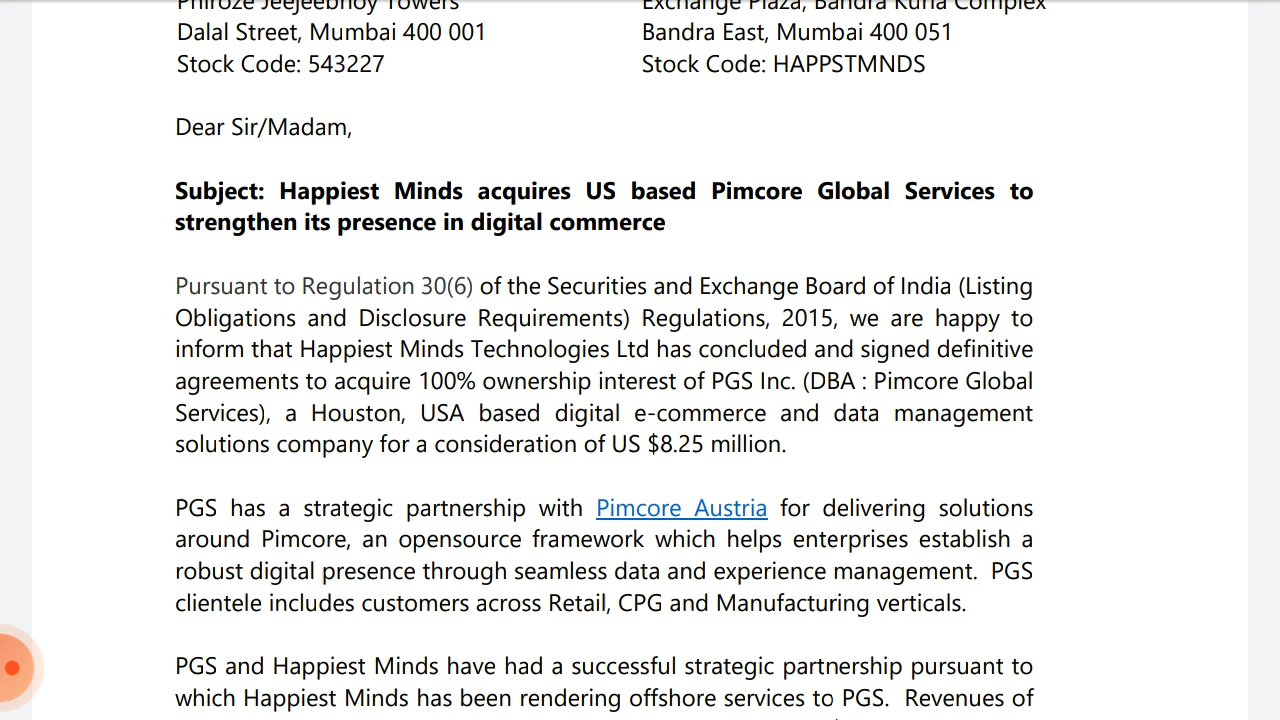 Phiroze Jeejeebhoy Towers Exchange Plaza, Bandra Kurla Complex
Dalal Street, Mumbai 400 001 Bandra East, Mumbai 400 051
Stock Code: 543227 Stock Code: HAPPSTMNDS
Dear Sir/Madam,
Subject: Happiest Minds acquires US based Pimcore Global Services to
strengthen its presence in digital commerce
Pursuant to Regulation 30(6) of the Securities and Exchange Board of India (Listing
Obligations and Disclosure Requirements) Regulations, 2015, we are happy to
inform that Happiest Minds Technologies Ltd has concluded and signed definitive
agreements to acquire 100% ownership interest of PGS Inc. (DBA : Pimcore Global
Services), a Houston, USA based digital e-commerce and data management
solutions company for a consideration of US $8.25 million.
PGS has a strategic partnership with Pimcore Austria for delivering solutions
around Pimcore, an opensource framework which helps enterprises establish a
robust digital presence through seamless data and experience management. PGS
clientele includes customers across Retail, CPG and Manufacturing verticals.
PGS and Happiest Minds have had a successful strategic partnership pursuant to
which Happiest Minds has been rendering offshore services to PGS. Revenues of